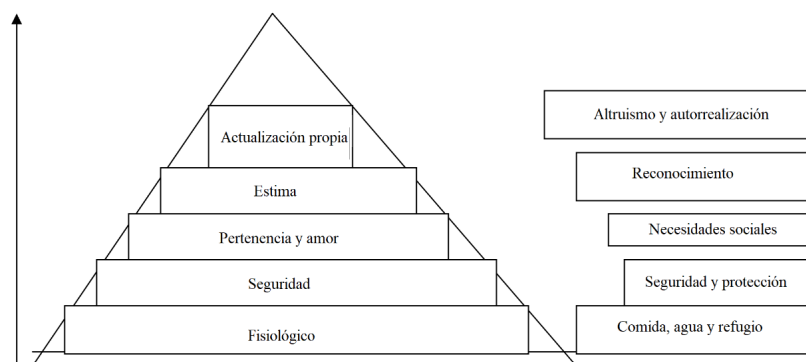 Altruismo y autorrealización
Actualización propia
Reconocimiento
Estima
Necesidades sociales
Pertenencia y amor
Seguridad y protección
Seguridad
Comida, agua y refugio
Fisiológico